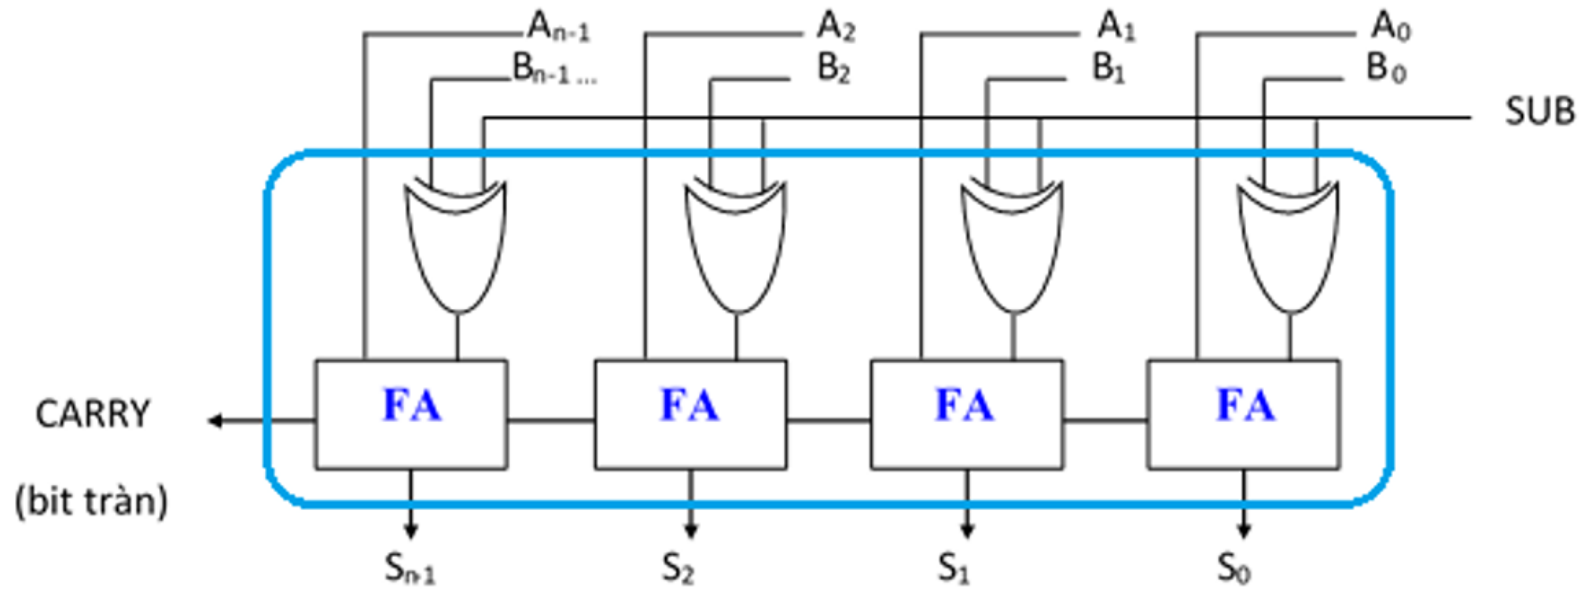 Aₙ₋₁ A₂ A₁ A₀
Bₙ₋₁ ... B₂ B₁ B₀
SUB
FA FA FA FA
CARRY
(bit tràn)
Sₙ₋₁ S₂ S₁ S₀